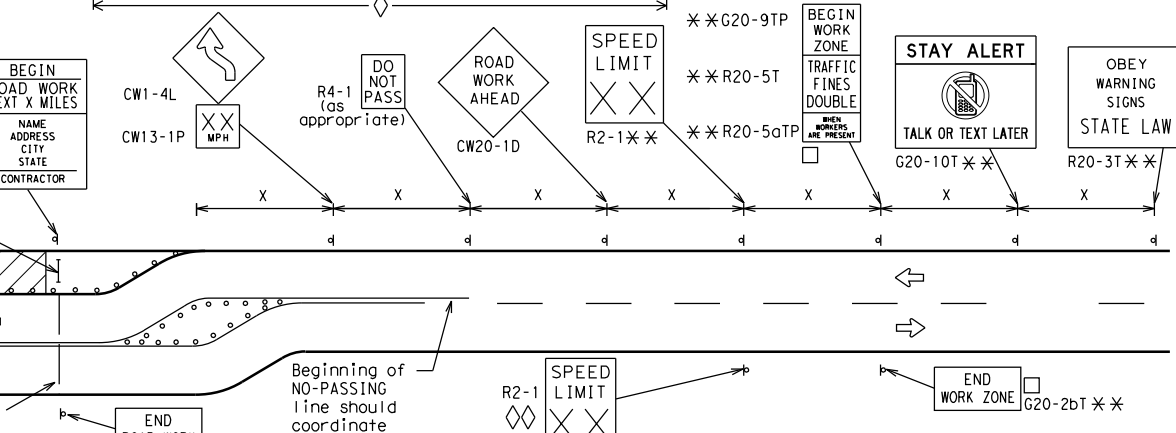 BEGIN
ROAD WORK
NEXT X MILES
NAME
ADDRESS
CITY
STATE
CONTRACTOR
CW1-4L
CW13-1P
XX
MPH
R4-1
(as
appropriate)
DO
NOT
PASS
ROAD
WORK
AHEAD
CW20-1D
SPEED
LIMIT
XX
R2-1**
**G20-9TP
**R20-5T
**R20-5aTP
BEGIN
WORK
ZONE
TRAFFIC
FINES
DOUBLE
WHEN
WORKERS
ARE PRESENT
STAY ALERT
TALK OR TEXT LATER
G20-10T**
OBEY
WARNING
SIGNS
STATE LAW
R20-3T**
X X X X X X X
Beginning of
NO-PASSING
line should
coordinate
R2-1
SPEED
LIMIT
XX
END
WORK ZONE
G20-2bT**
END
ROAD WORK